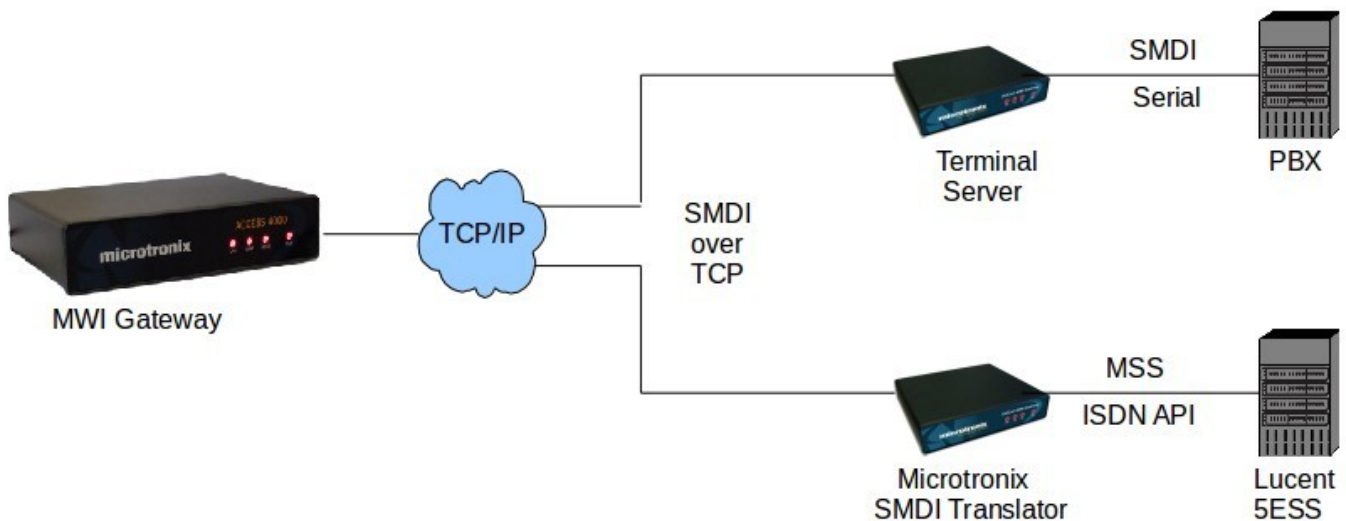 ACCESS 4000
microtronix
MWI Gateway
TCP/IP
SMDI
over
TCP
Terminal
Server
SMDI
Serial
PBX
microtronix
Microtronix
SMDI Translator
MSS
ISDN API
Lucent
5ESS